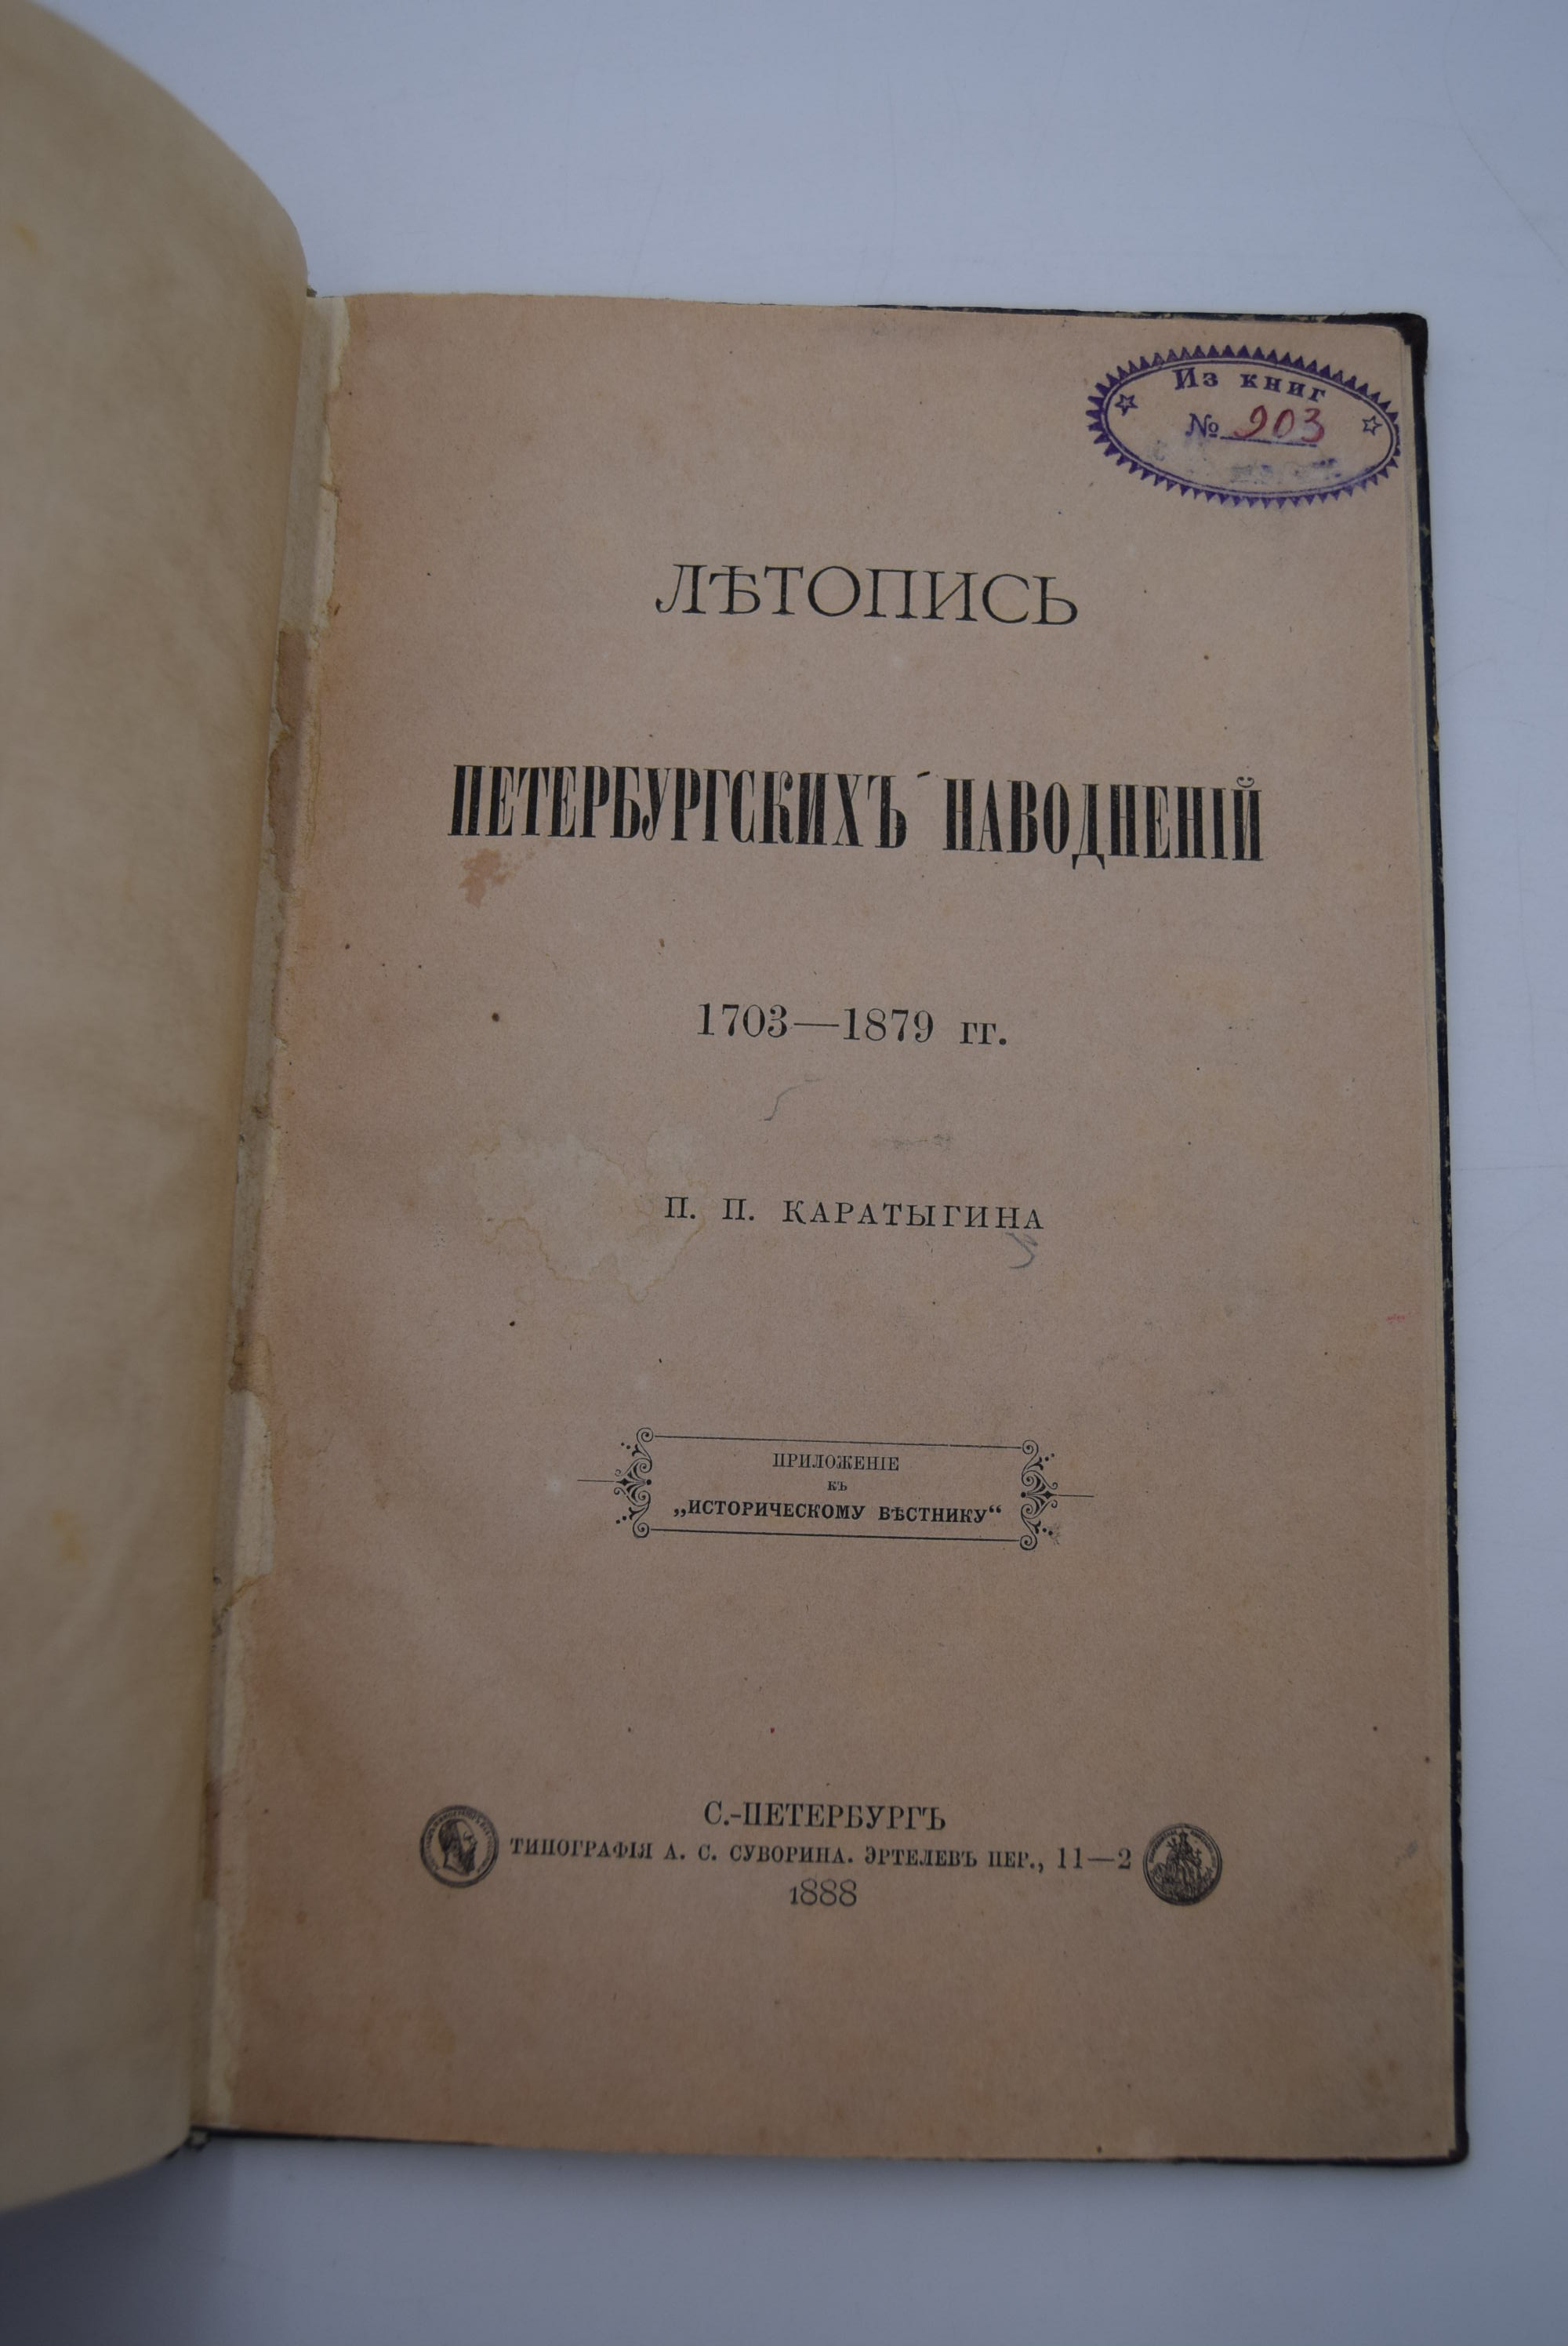 Из книг
№ 903
ЛѢТОПИСЬ
ПЕТЕРБУРГСКИХЪ НАВОДНЕНІЙ
1703—1879 гг.
П. П. КАРАТЫГИНА
ПРИЛОЖЕНІЕ
КЪ
„ИСТОРИЧЕСКОМУ ВѢСТНИКУ“
С.-ПЕТЕРБУРГЪ
ТИПОГРАФІЯ А. С. СУВОРИНА. ЭРТЕЛЕВЪ ПЕР., 11—2
1888